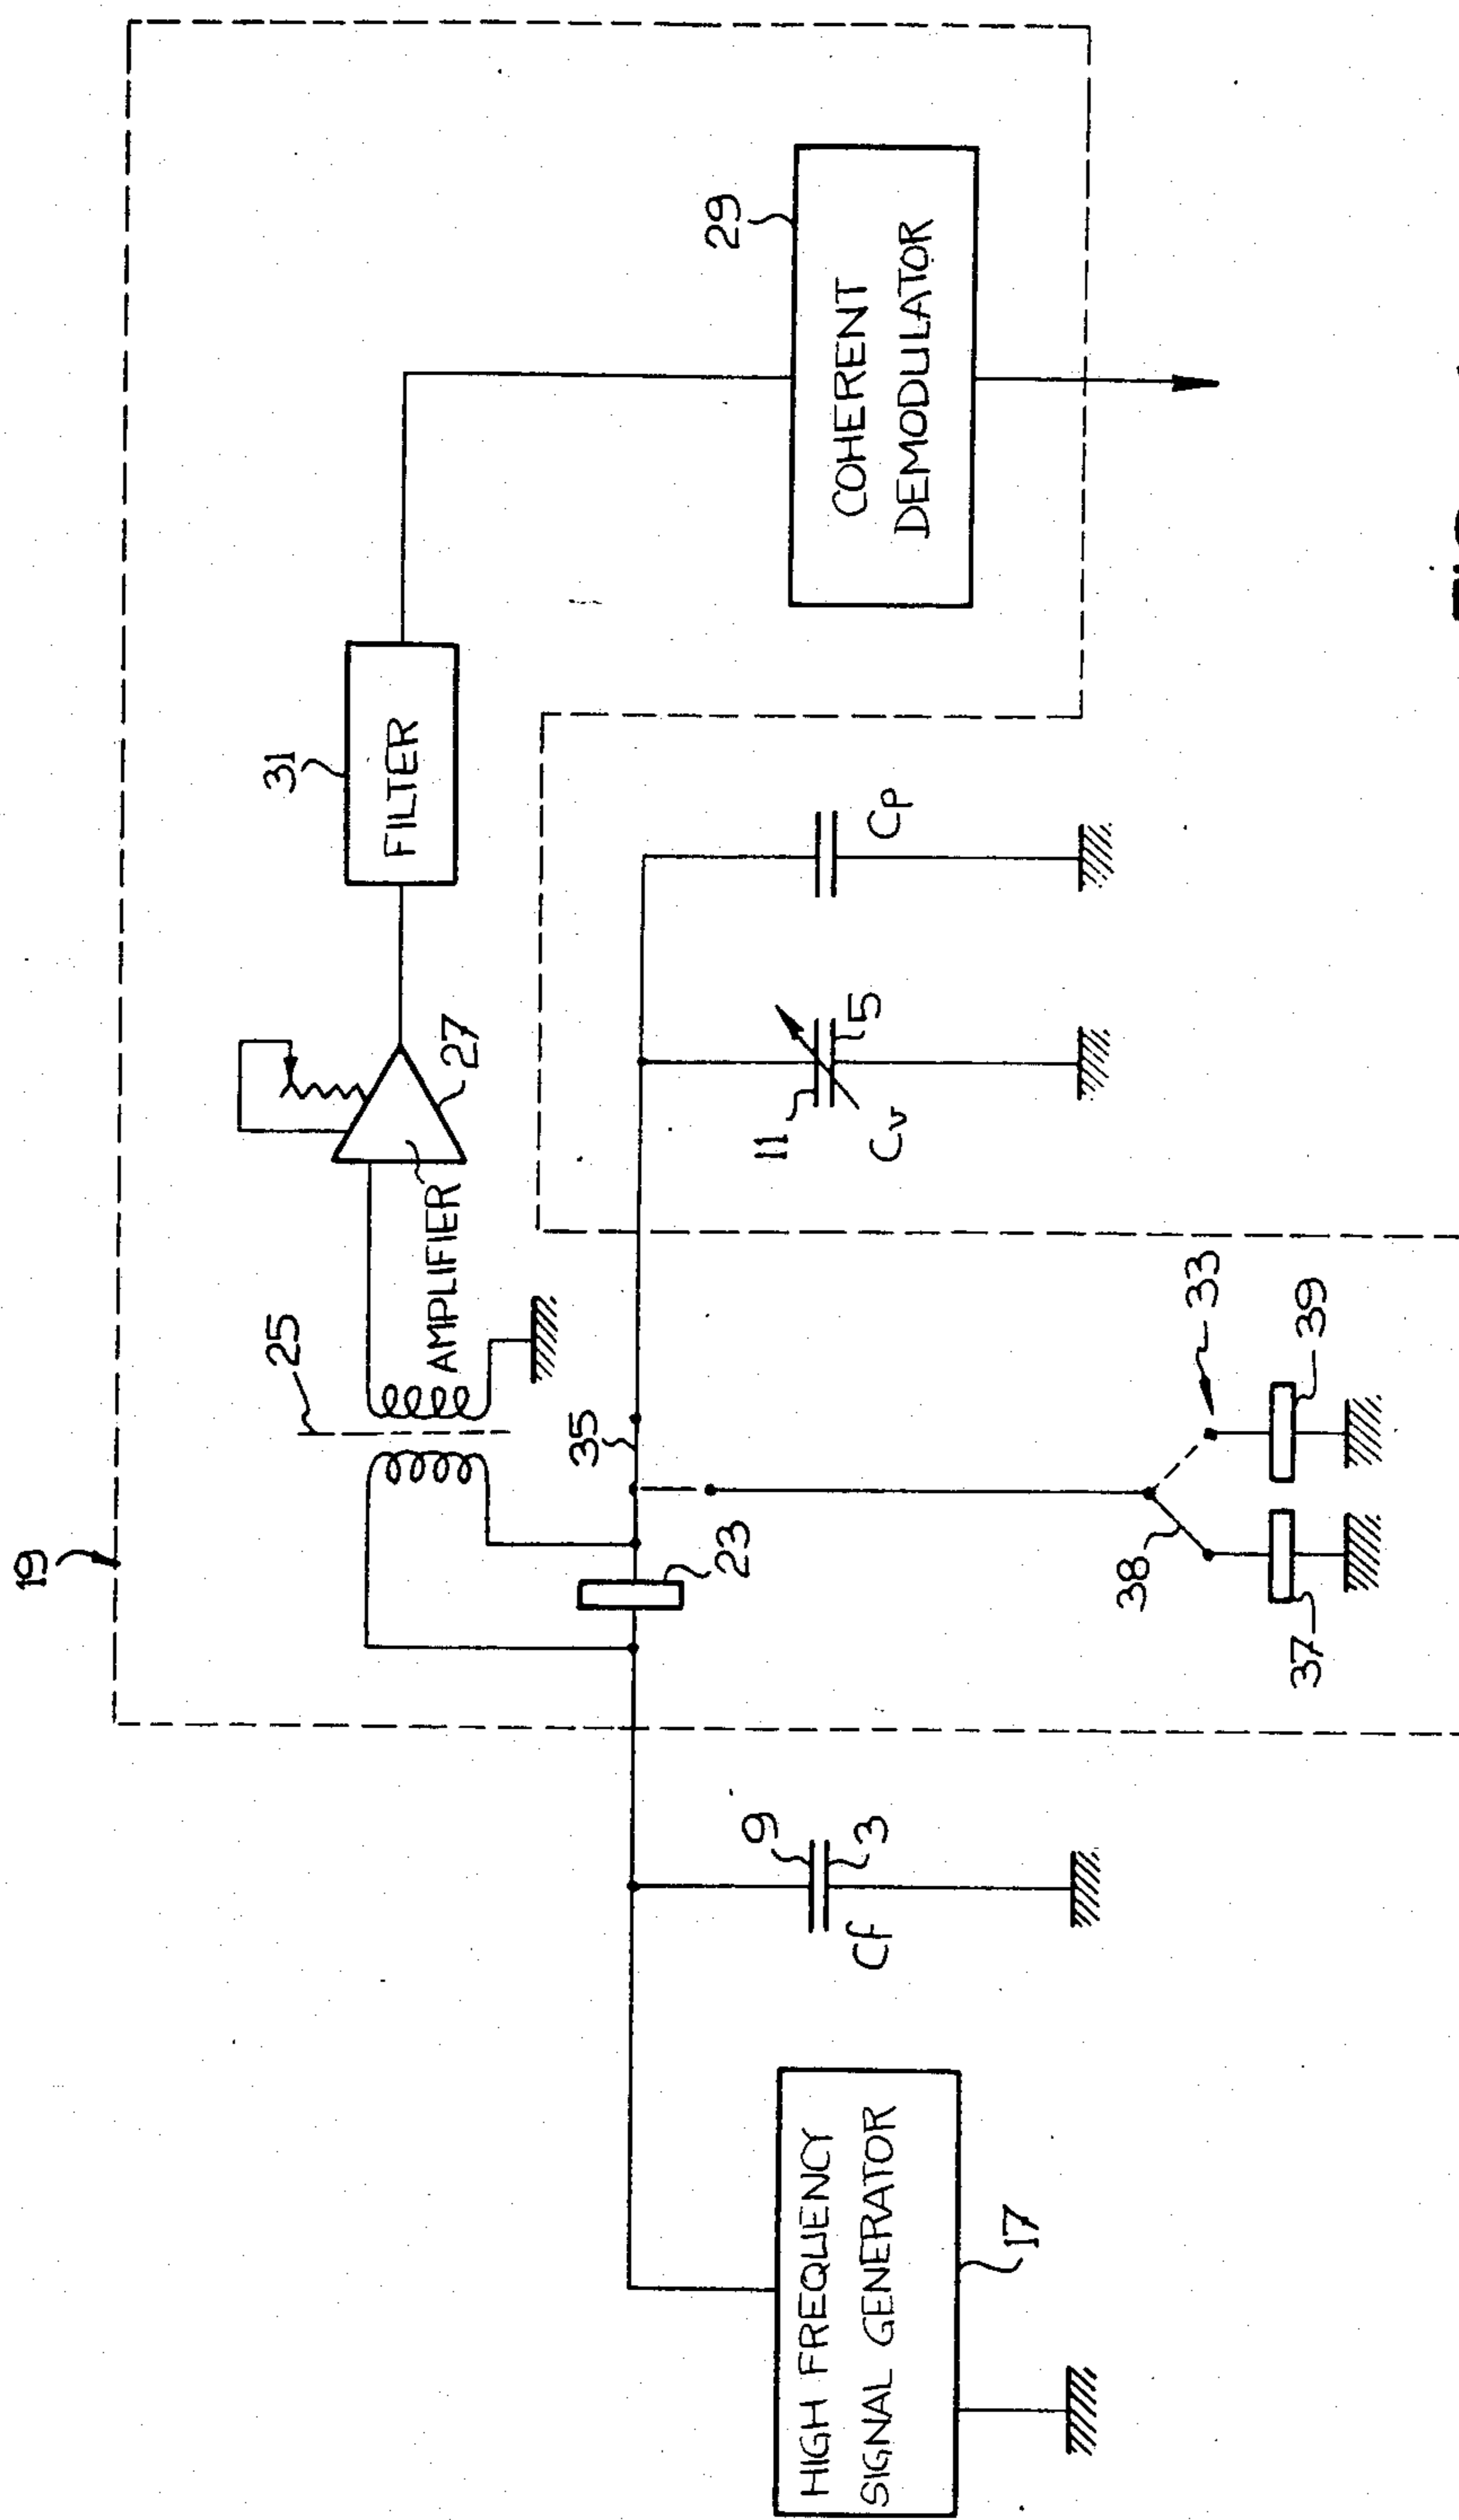 19
25
31
FILTER
27
AMPLIFIER
29
COHERENT
DEMODULATOR
35
23
11
5
Cv
Cp
9
3
Cf
HIGH FREQUENCY
SIGNAL GENERATOR
17
33
38
37
39